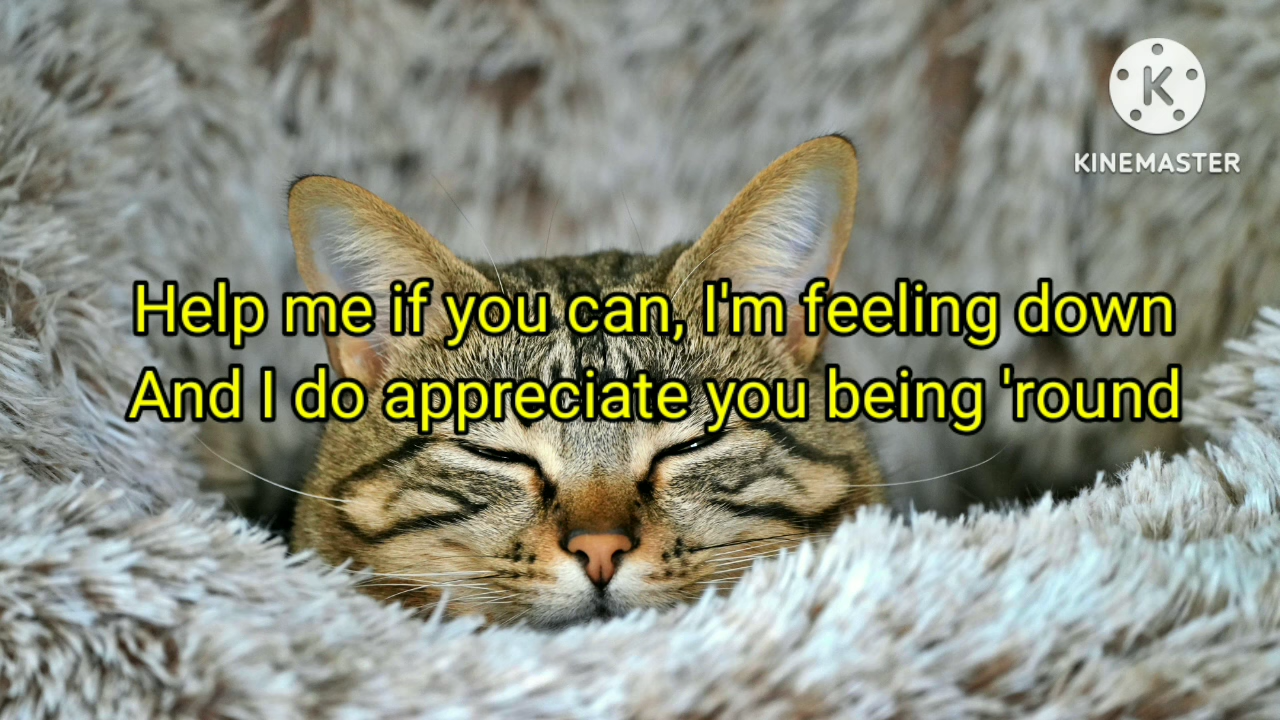 K
KINEMASTER
Help me if you can, I'm feeling down
And I do appreciate you being 'round